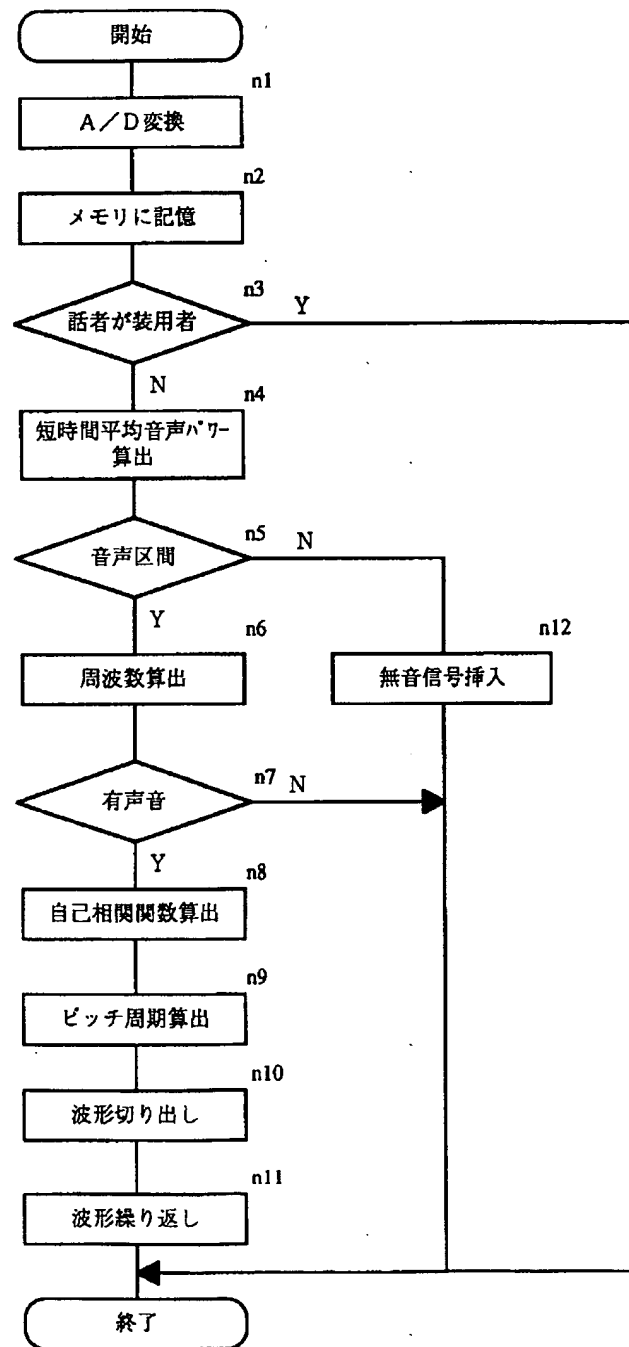 開始
n1
A／D変換
n2
メモリに記憶
n3
話者が装用者
Y
N
n4
短時間平均音声ﾊﾟﾜｰ
算出
n5
音声区間
N
Y
n6
周波数算出
n12
無音信号挿入
n7
有声音
N
Y
n8
自己相関関数算出
n9
ピッチ周期算出
n10
波形切り出し
n11
波形繰り返し
終了